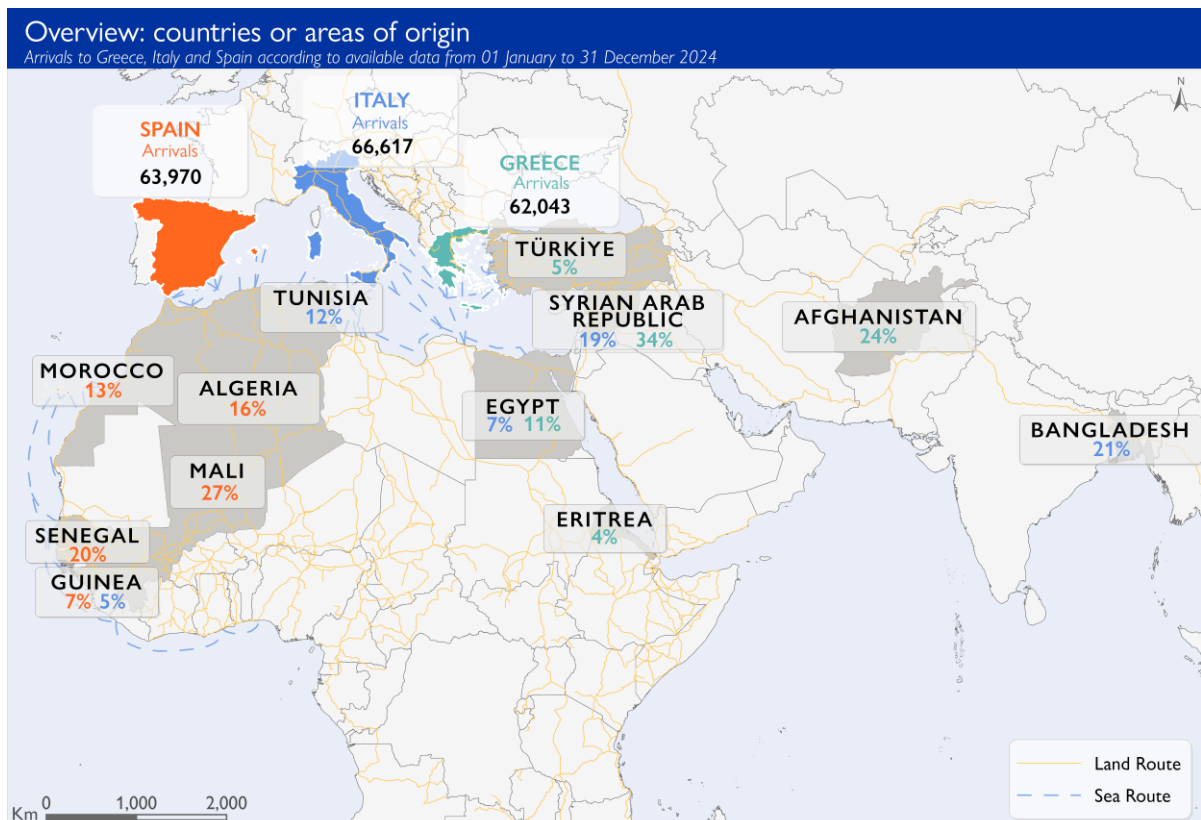 Overview: countries or areas of origin
Arrivals to Greece, Italy and Spain according to available data from 01 January to 31 December 2024
N
ITALY
Arrivals
66,617
SPAIN
Arrivals
63,970
GREECE
Arrivals
62,043
TÜRKİYE
5%
TUNISIA
12%
SYRIAN ARAB
REPUBLIC
19% 34%
AFGHANISTAN
24%
MOROCCO
13%
ALGERIA
16%
EGYPT
7% 11%
BANGLADESH
21%
MALI
27%
ERITREA
4%
SENEGAL
20%
GUINEA
7% 5%
Land Route
Sea Route
Km 0 1,000 2,000